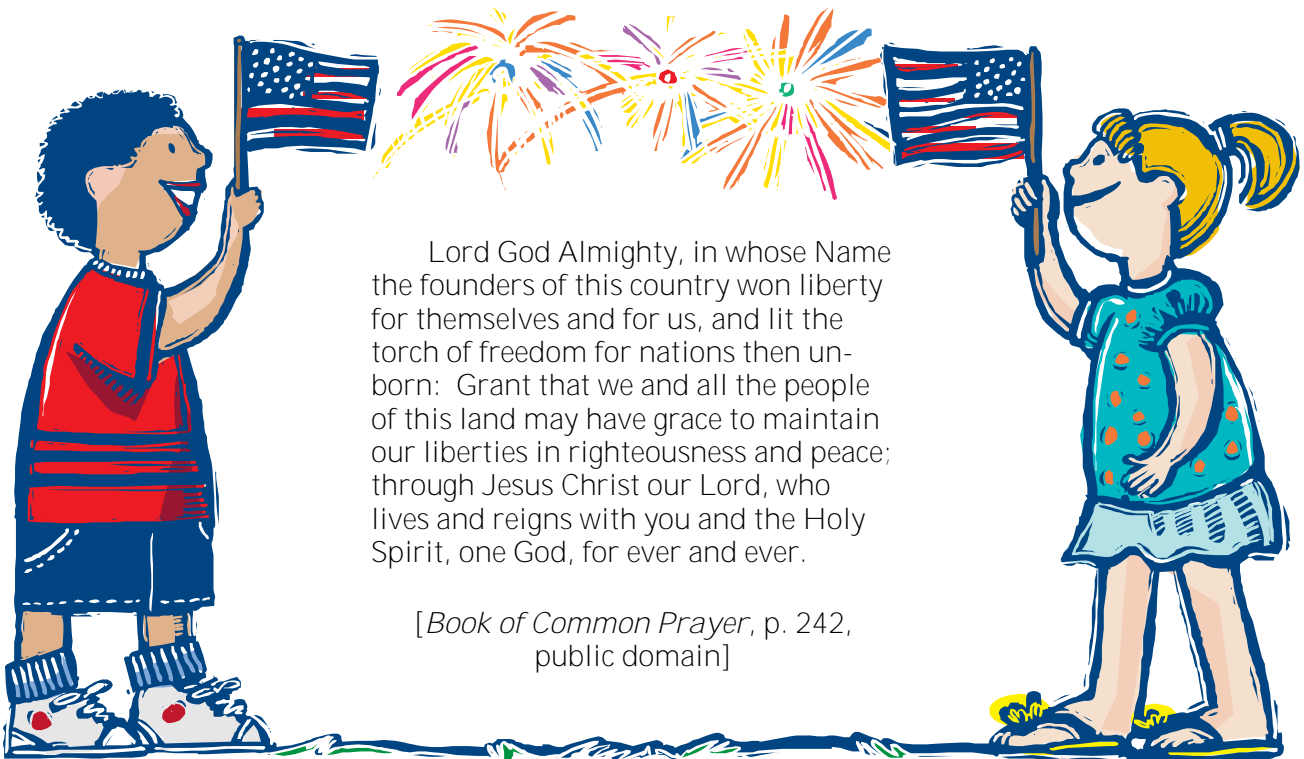 Lord God Almighty, in whose Name
the founders of this country won liberty
for themselves and for us, and lit the
torch of freedom for nations then un-
born:  Grant that we and all the people
of this land may have grace to maintain
our liberties in righteousness and peace;
through Jesus Christ our Lord, who
lives and reigns with you and the Holy
Spirit, one God, for ever and ever.
[Book of Common Prayer, p. 242,
public domain]